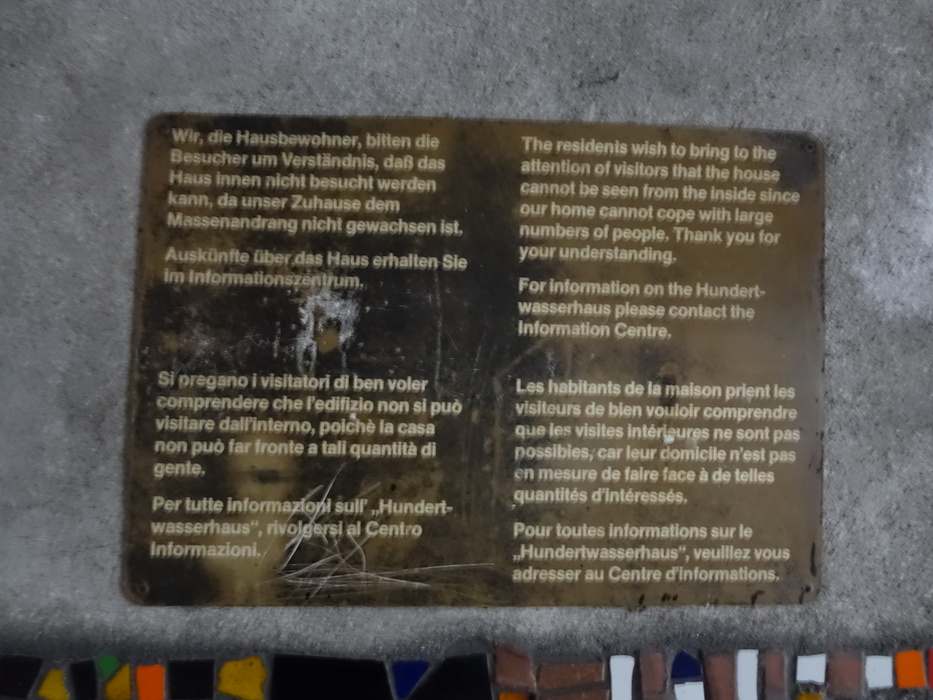 Wir, die Hausbewohner, bitten die
Besucher um Verständnis, daß das
Haus innen nicht besucht werden
kann, da unser Zuhause dem
Massenandrang nicht gewachsen ist.
Auskünfte über das Haus erhalten Sie
im Informationszentrum.
The residents wish to bring to the
attention of visitors that the house
cannot be seen from the inside since
our home cannot cope with large
numbers of people. Thank you for
your understanding.
For information on the Hundert-
wasserhaus please contact the
Information Centre.
Si pregano i visitatori di ben voler
comprendere che l'edifizio non si può
visitare dall'interno, poichè la casa
non può far fronte a tali quantità di
gente.
Per tutte informazioni sull' „Hundert-
wasserhaus“, rivolgersi al Centro
Informazioni.
Les habitants de la maison prient les
visiteurs de bien vouloir comprendre
que les visites intérieures ne sont pas
possibles, car leur domicile n'est pas
en mesure de faire face à de telles
quantités d'intéressés.
Pour toutes informations sur le
„Hundertwasserhaus“, veuillez vous
adresser au Centre d'informations.